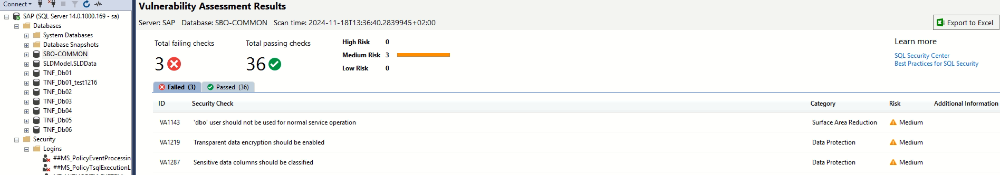 Connect
SAP (SQL Server 14.0.1000.169 - sa)
Databases
System Databases
Database Snapshots
SBO-COMMON
SLDModel.SLDData
TNF_Db01
TNF_Db01_test1216
TNF_Db02
TNF_Db03
TNF_Db04
TNF_Db05
TNF_Db06
Security
Logins
##MS_PolicyEventProcessin
##MS_PolicyTsqlExecutionL
Vulnerability Assessment Results
Server: SAP Database: SBO-COMMON Scan time: 2024-11-18T13:36:40.2839945+02:00
Export to Excel
Total failing checks
3
Total passing checks
36
High Risk 0
Medium Risk 3
Low Risk 0
Learn more
SQL Security Center
Best Practices for SQL Security
Failed (3) Passed (36)
ID Security Check Category Risk Additional Information
VA1143 'dbo' user should not be used for normal service operation Surface Area Reduction Medium
VA1219 Transparent data encryption should be enabled Data Protection Medium
VA1287 Sensitive data columns should be classified Data Protection Medium